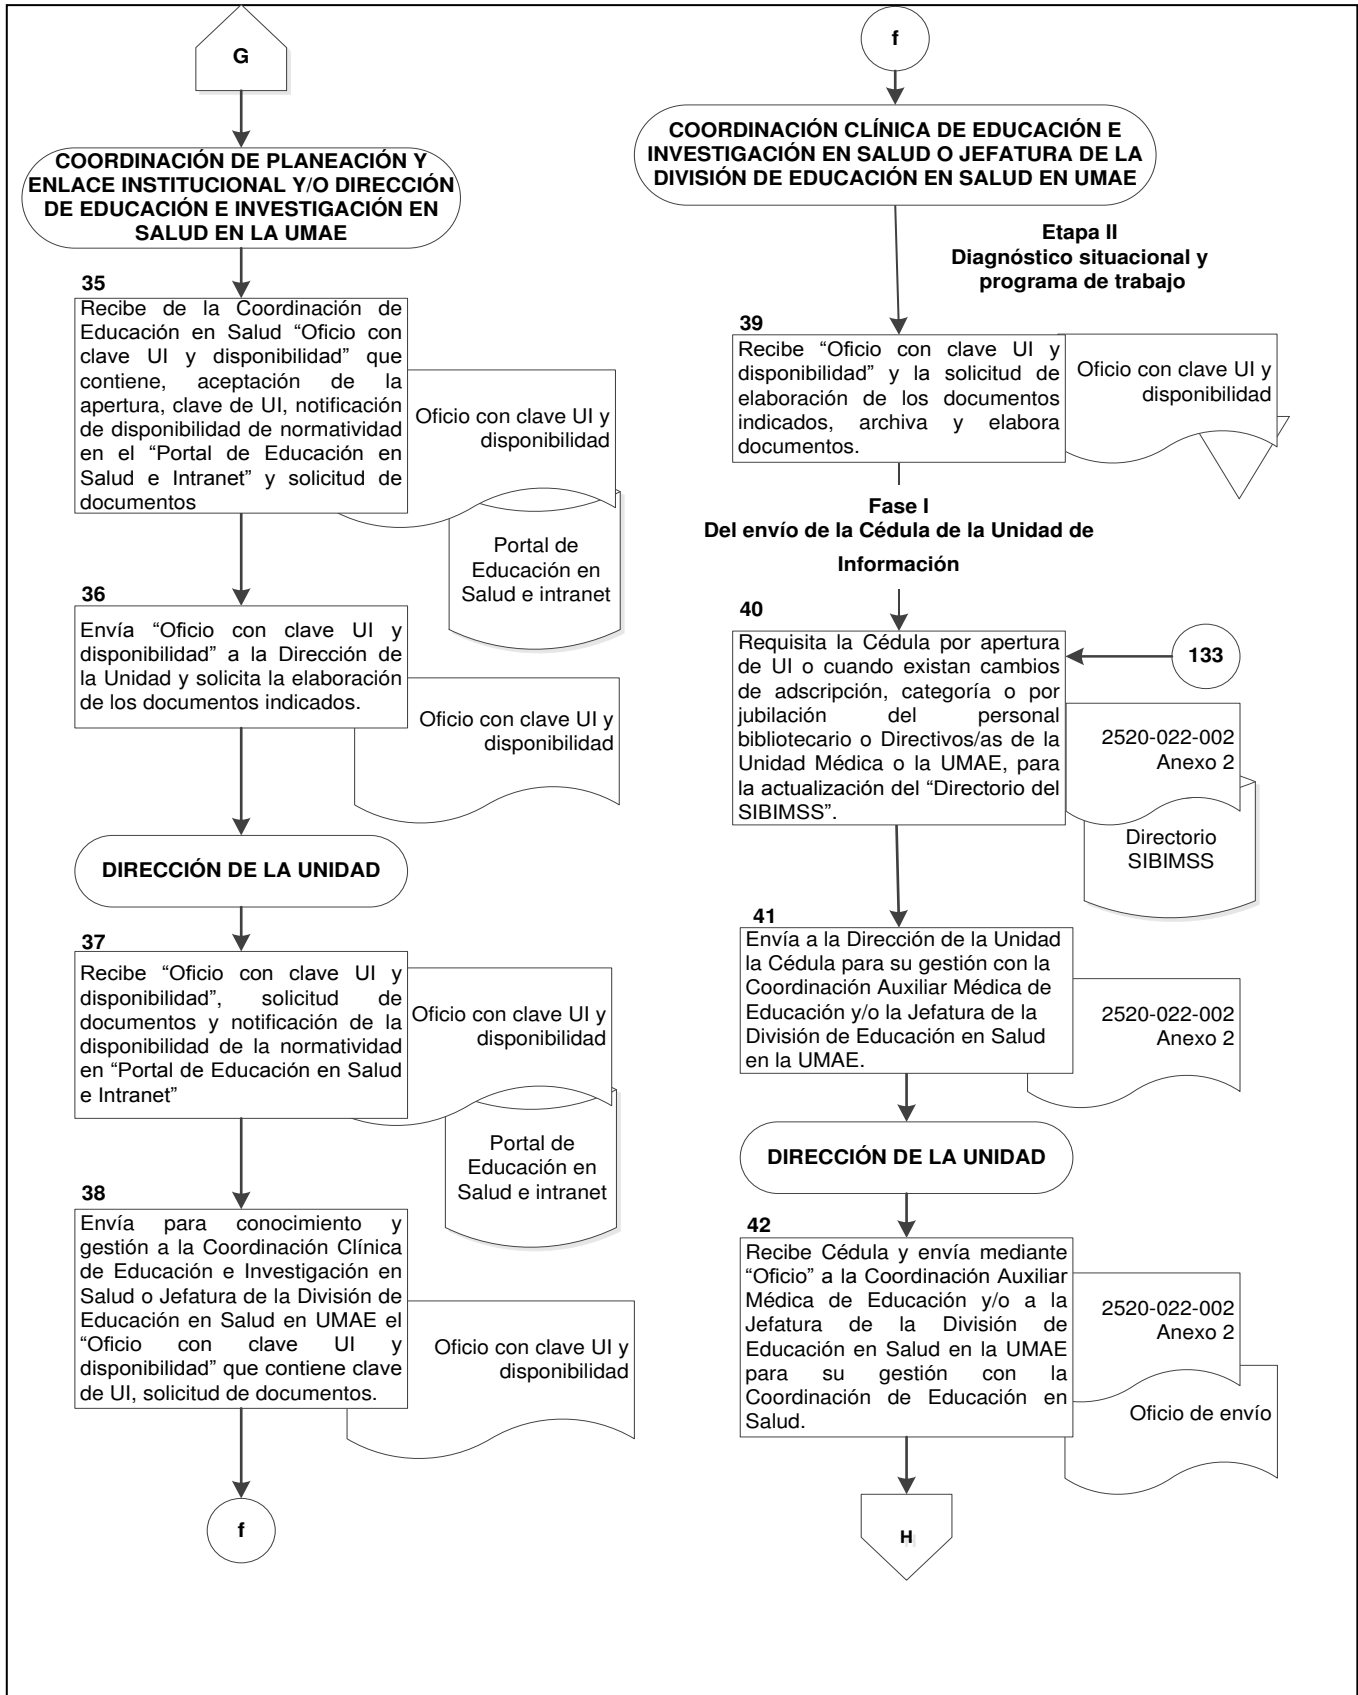 G
COORDINACIÓN DE PLANEACIÓN Y
ENLACE INSTITUCIONAL Y/O DIRECCIÓN
DE EDUCACIÓN E INVESTIGACIÓN EN
SALUD EN LA UMAE
35
Recibe de la Coordinación de
Educación en Salud “Oficio con
clave UI y disponibilidad” que
contiene, aceptación de la
apertura, clave de UI, notificación
de disponibilidad de normatividad
en el “Portal de Educación en
Salud e Intranet” y solicitud de
documentos
Oficio con clave UI y
disponibilidad
Portal de
Educación en
Salud e intranet
36
Envía “Oficio con clave UI y
disponibilidad” a la Dirección de
la Unidad y solicita la elaboración
de los documentos indicados.
Oficio con clave UI y
disponibilidad
DIRECCIÓN DE LA UNIDAD
37
Recibe “Oficio con clave UI y
disponibilidad”, solicitud de
documentos y notificación de la
disponibilidad de la normatividad
en “Portal de Educación en Salud
e Intranet”
Oficio con clave UI y
disponibilidad
Portal de
Educación en
Salud e intranet
38
Envía para conocimiento y
gestión a la Coordinación Clínica
de Educación e Investigación en
Salud o Jefatura de la División de
Educación en Salud en UMAE el
“Oficio con clave UI y
disponibilidad” que contiene clave
de UI, solicitud de documentos.
Oficio con clave UI y
disponibilidad
f
f
COORDINACIÓN CLÍNICA DE EDUCACIÓN E
INVESTIGACIÓN EN SALUD O JEFATURA DE LA
DIVISIÓN DE EDUCACIÓN EN SALUD EN UMAE
Etapa II
Diagnóstico situacional y
programa de trabajo
39
Recibe “Oficio con clave UI y
disponibilidad” y la solicitud de
elaboración de los documentos
indicados, archiva y elabora
documentos.
Oficio con clave UI y
disponibilidad
Fase I
Del envío de la Cédula de la Unidad de
Información
40
Requisita la Cédula por apertura
de UI o cuando existan cambios
de adscripción, categoría o por
jubilación del personal
bibliotecario o Directivos/as de la
Unidad Médica o la UMAE, para
la actualización del “Directorio del
SIBIMSS”.
133
2520-022-002
Anexo 2
Directorio
SIBIMSS
41
Envía a la Dirección de la Unidad
la Cédula para su gestión con la
Coordinación Auxiliar Médica de
Educación y/o la Jefatura de la
División de Educación en Salud
en la UMAE.
2520-022-002
Anexo 2
DIRECCIÓN DE LA UNIDAD
42
Recibe Cédula y envía mediante
“Oficio” a la Coordinación Auxiliar
Médica de Educación y/o a la
Jefatura de la División de
Educación en Salud en la UMAE
para su gestión con la
Coordinación de Educación en
Salud.
2520-022-002
Anexo 2
Oficio de envío
H